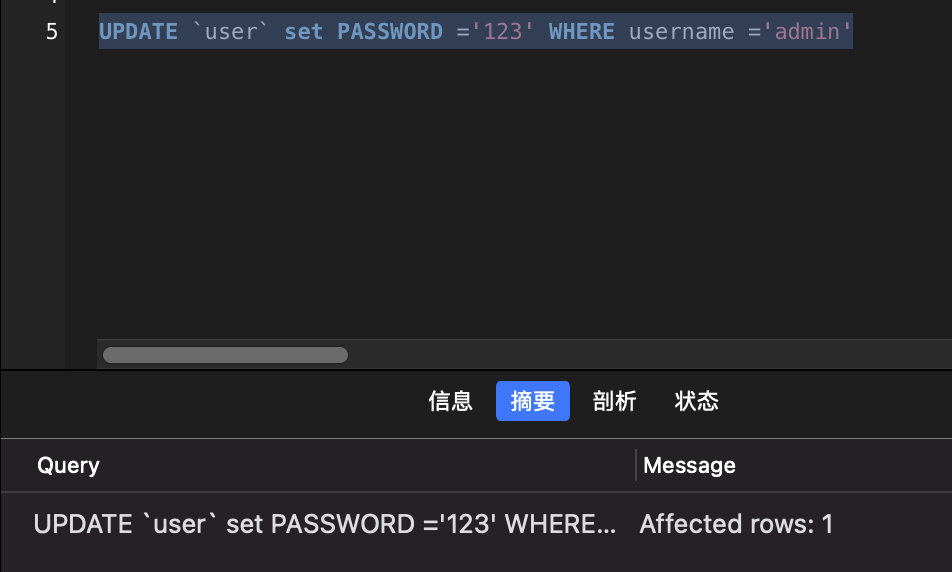 5 UPDATE `user` set PASSWORD ='123' WHERE username ='admin'
信息 摘要 剖析 状态
Query Message
UPDATE `user` set PASSWORD ='123' WHERE... Affected rows: 1